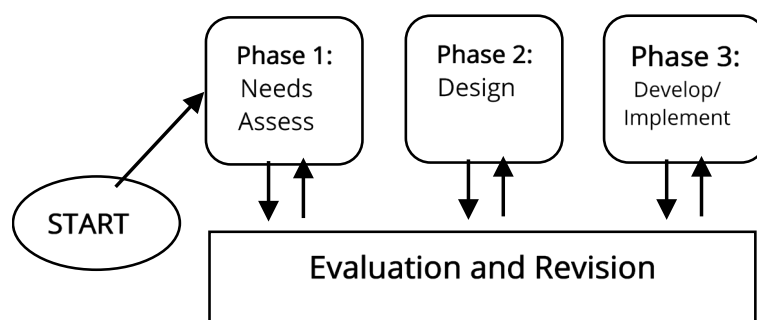 Phase 1:
Needs
Assess
Phase 2:
Design
Phase 3:
Develop/
Implement
START
Evaluation and Revision